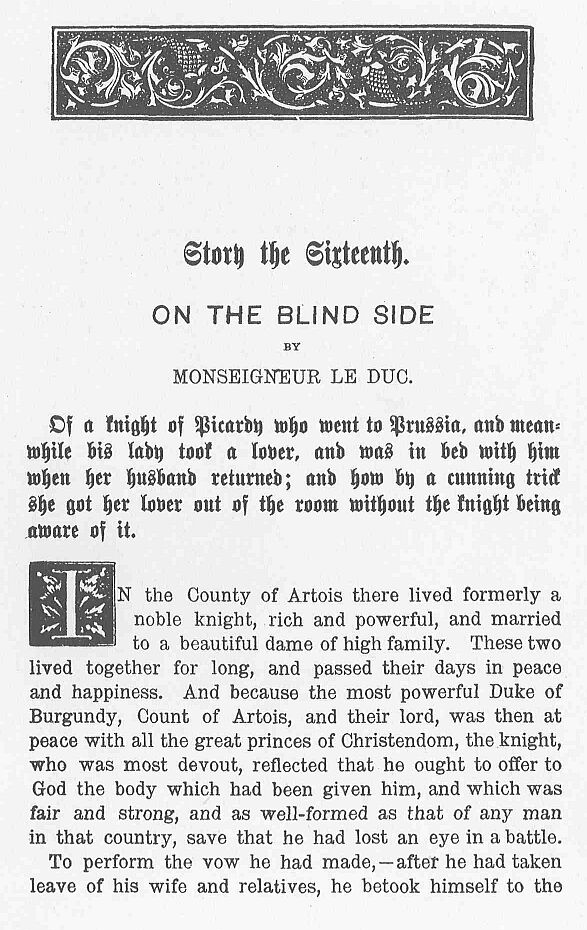 Story the Sixteenth.
ON THE BLIND SIDE
BY
MONSEIGNEUR LE DUC.
Of a knight of Picardy who went to Prussia, and mean-
while his lady took a lover, and was in bed with him
when her husband returned; and how by a cunning trick
she got her lover out of the room without the knight being
aware of it.
IN the County of Artois there lived formerly a
noble knight, rich and powerful, and married
to a beautiful dame of high family. These two
lived together for long, and passed their days in peace
and happiness. And because the most powerful Duke of
Burgundy, Count of Artois, and their lord, was then at
peace with all the great princes of Christendom, the knight,
who was most devout, reflected that he ought to offer to
God the body which had been given him, and which was
fair and strong, and as well-formed as that of any man
in that country, save that he had lost an eye in a battle.
To perform the vow he had made,—after he had taken
leave of his wife and relatives, he betook himself to the